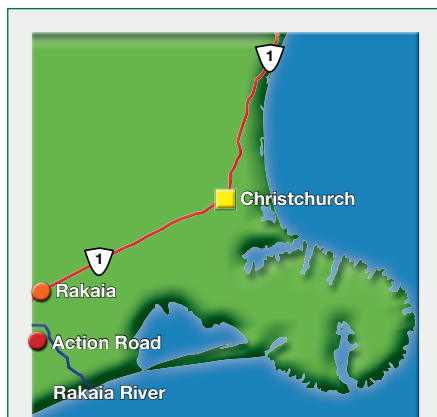 1
Christchurch
1
Rakaia
Action Road
Rakaia River